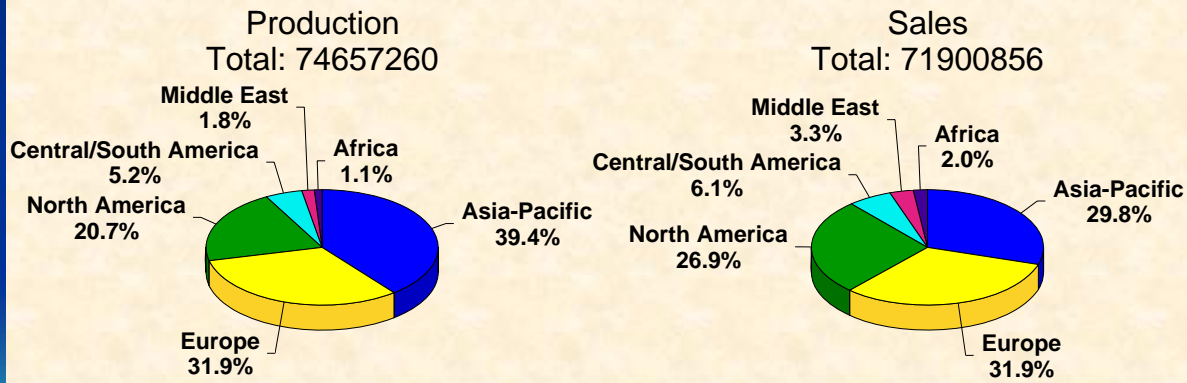 Production
Total: 74657260
Middle East
1.8%
Central/South America
5.2%
Africa
1.1%
North America
20.7%
Asia-Pacific
39.4%
Europe
31.9%
Sales
Total: 71900856
Middle East
3.3%
Africa
2.0%
Central/South America
6.1%
Asia-Pacific
29.8%
North America
26.9%
Europe
31.9%